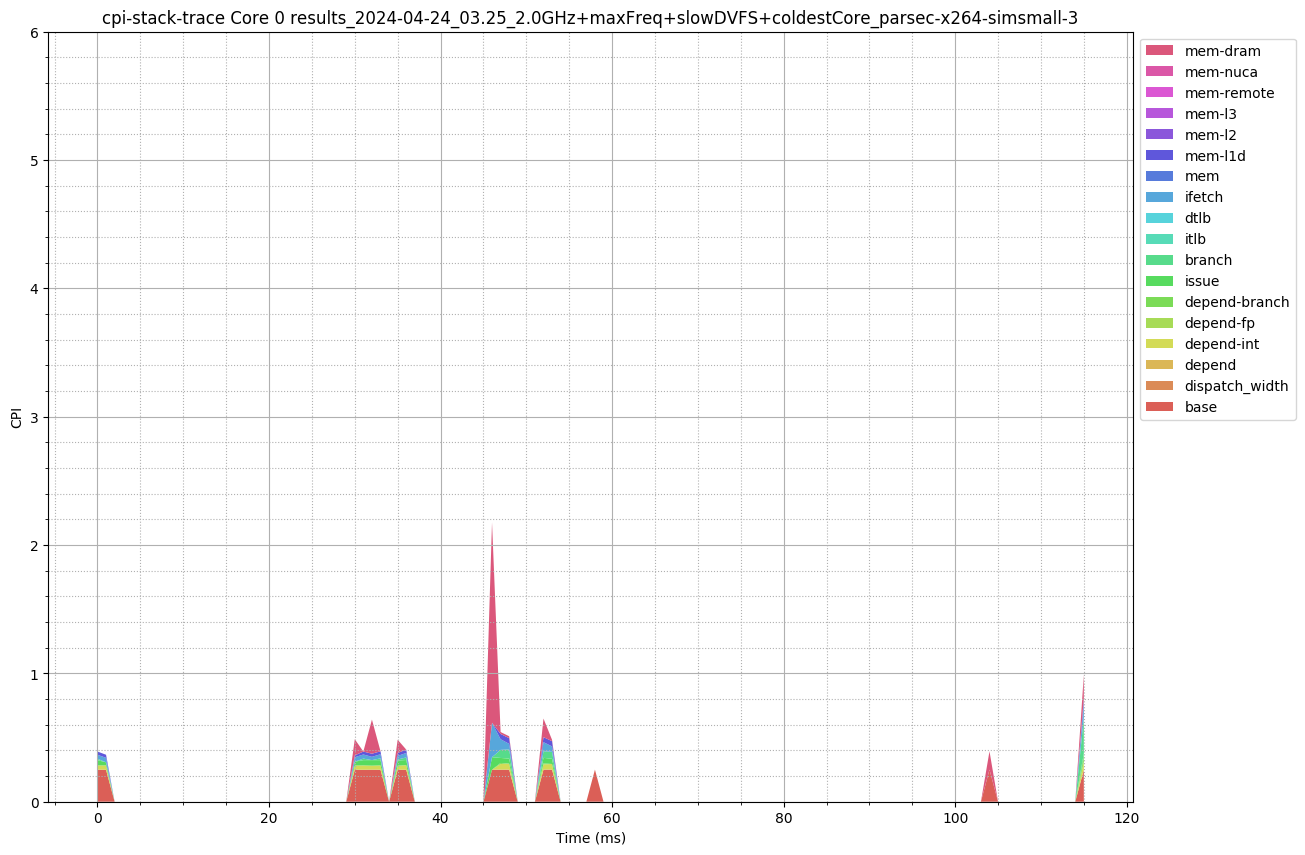 cpi-stack-trace Core 0 results_2024-04-24_03.25_2.0GHz+maxFreq+slowDVFS+coldestCore_parsec-x264-simsmall-3
6
5
4
3
2
1
0
CPI
0 20 40 60 80 100 120
Time (ms)
mem-dram
mem-nuca
mem-remote
mem-l3
mem-l2
mem-l1d
mem
ifetch
dtlb
itlb
branch
issue
depend-branch
depend-fp
depend-int
depend
dispatch_width
base